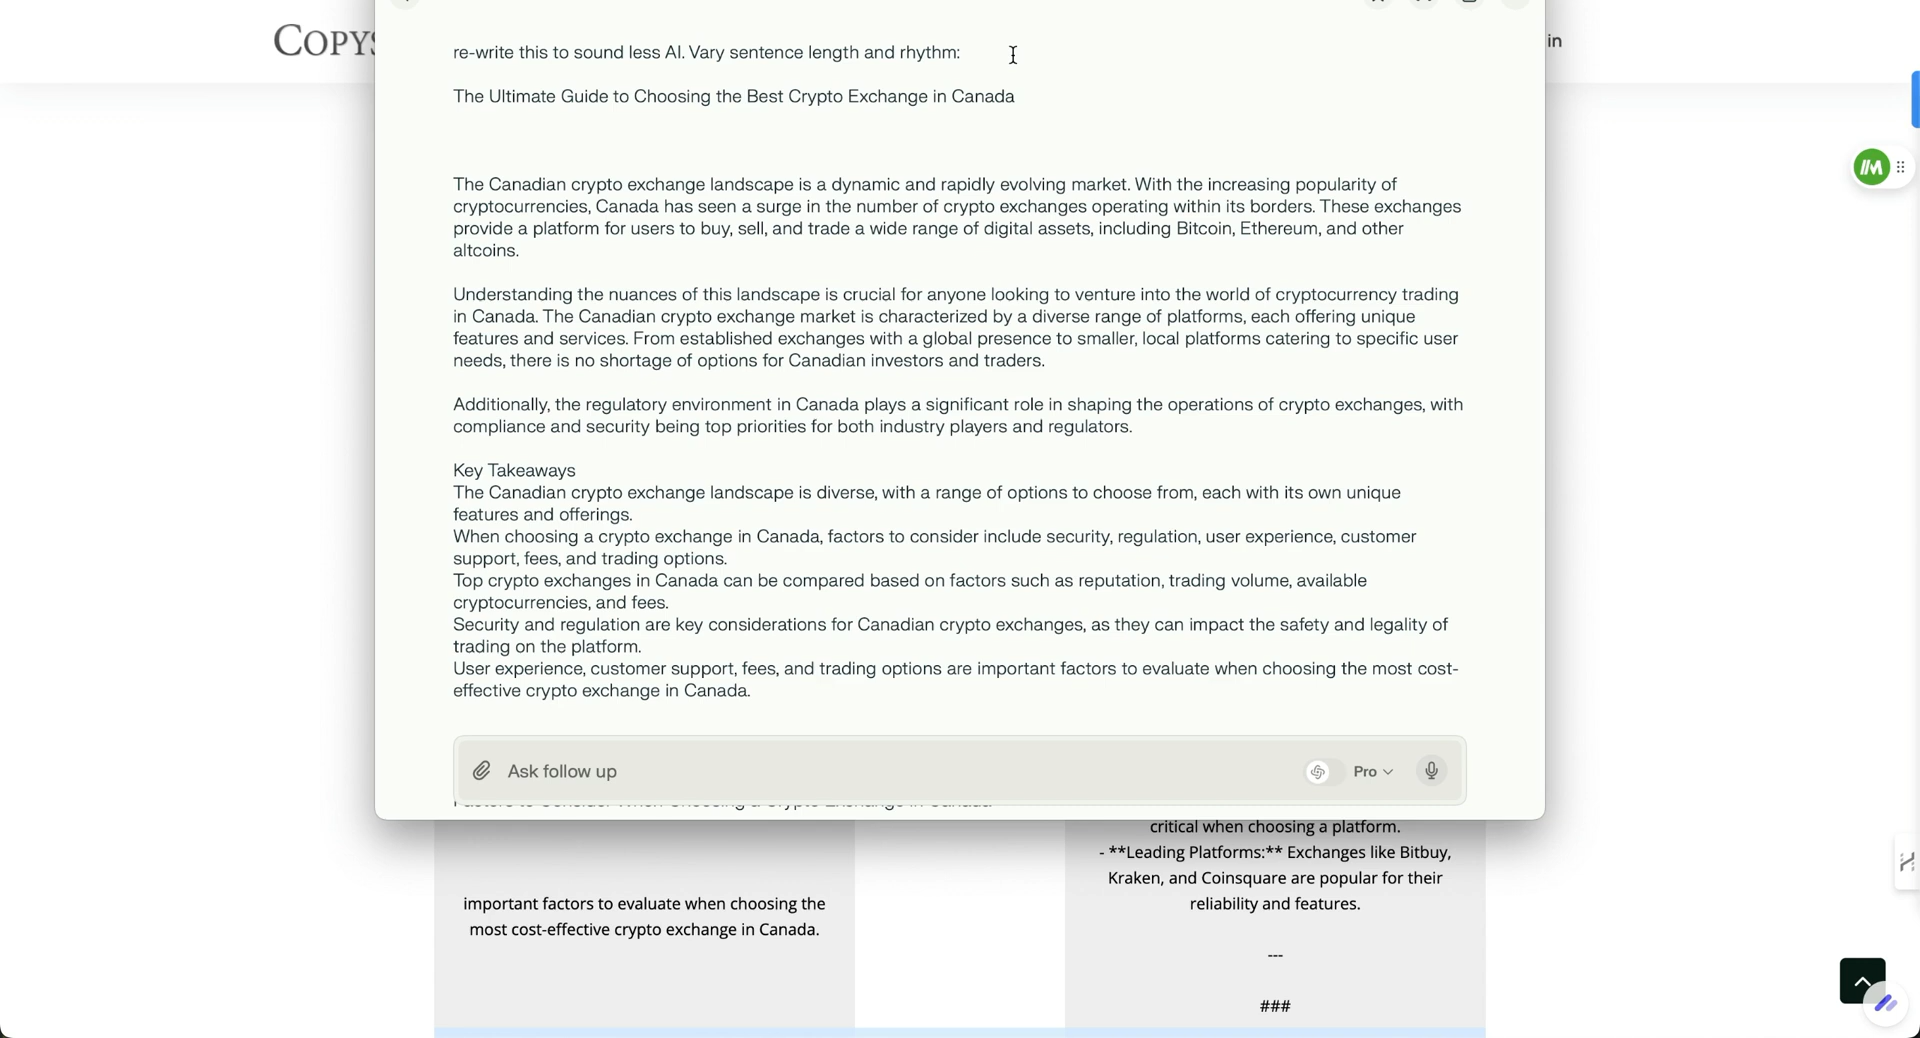 COPYS
in
re-write this to sound less AI. Vary sentence length and rhythm:
The Ultimate Guide to Choosing the Best Crypto Exchange in Canada
The Canadian crypto exchange landscape is a dynamic and rapidly evolving market. With the increasing popularity of
cryptocurrencies, Canada has seen a surge in the number of crypto exchanges operating within its borders. These exchanges
provide a platform for users to buy, sell, and trade a wide range of digital assets, including Bitcoin, Ethereum, and other
altcoins.
Understanding the nuances of this landscape is crucial for anyone looking to venture into the world of cryptocurrency trading
in Canada. The Canadian crypto exchange market is characterized by a diverse range of platforms, each offering unique
features and services. From established exchanges with a global presence to smaller, local platforms catering to specific user
needs, there is no shortage of options for Canadian investors and traders.
Additionally, the regulatory environment in Canada plays a significant role in shaping the operations of crypto exchanges, with
compliance and security being top priorities for both industry players and regulators.
Key Takeaways
The Canadian crypto exchange landscape is diverse, with a range of options to choose from, each with its own unique
features and offerings.
When choosing a crypto exchange in Canada, factors to consider include security, regulation, user experience, customer
support, fees, and trading options.
Top crypto exchanges in Canada can be compared based on factors such as reputation, trading volume, available
cryptocurrencies, and fees.
Security and regulation are key considerations for Canadian crypto exchanges, as they can impact the safety and legality of
trading on the platform.
User experience, customer support, fees, and trading options are important factors to evaluate when choosing the most cost-
effective crypto exchange in Canada.
Ask follow up
Pro
critical when choosing a platform.
- **Leading Platforms:** Exchanges like Bitbuy,
Kraken, and Coinsquare are popular for their
reliability and features.
---
###
important factors to evaluate when choosing the
most cost-effective crypto exchange in Canada.